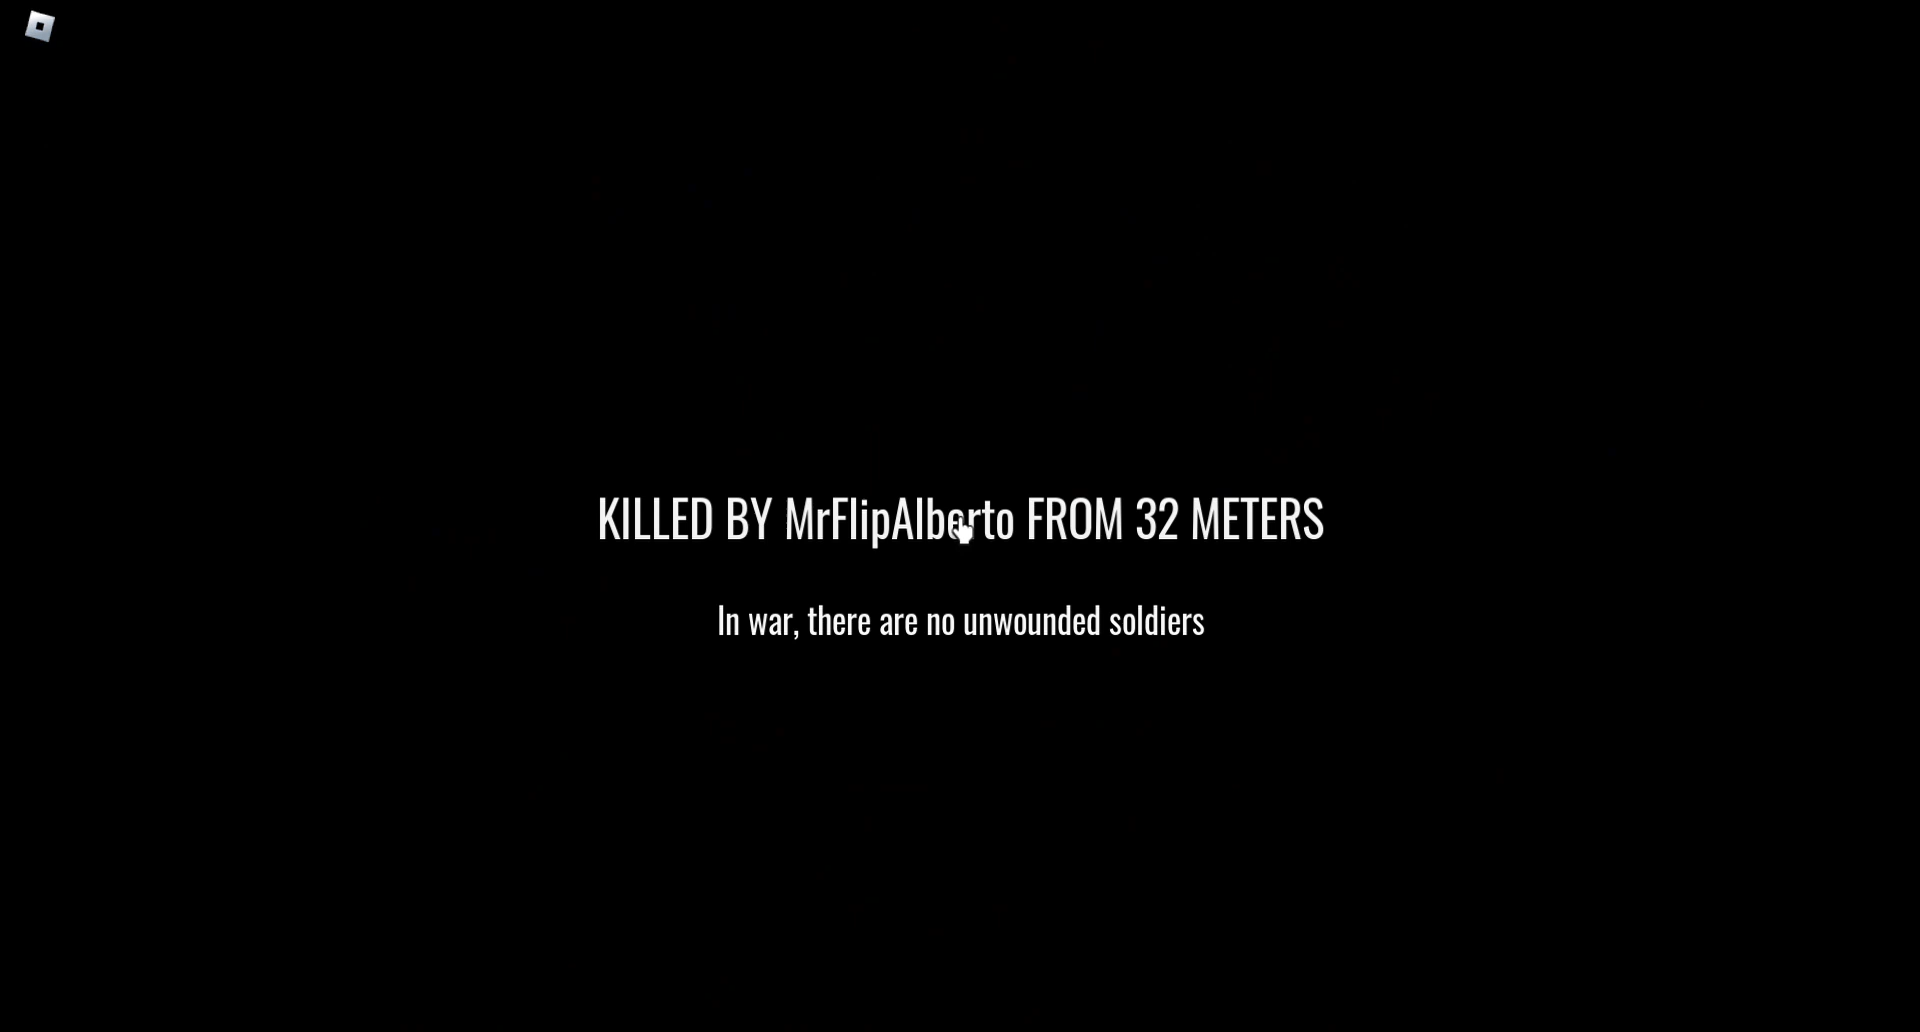 KILLED BY MrFlipAlberto FROM 32 METERS
In war, there are no unwounded soldiers